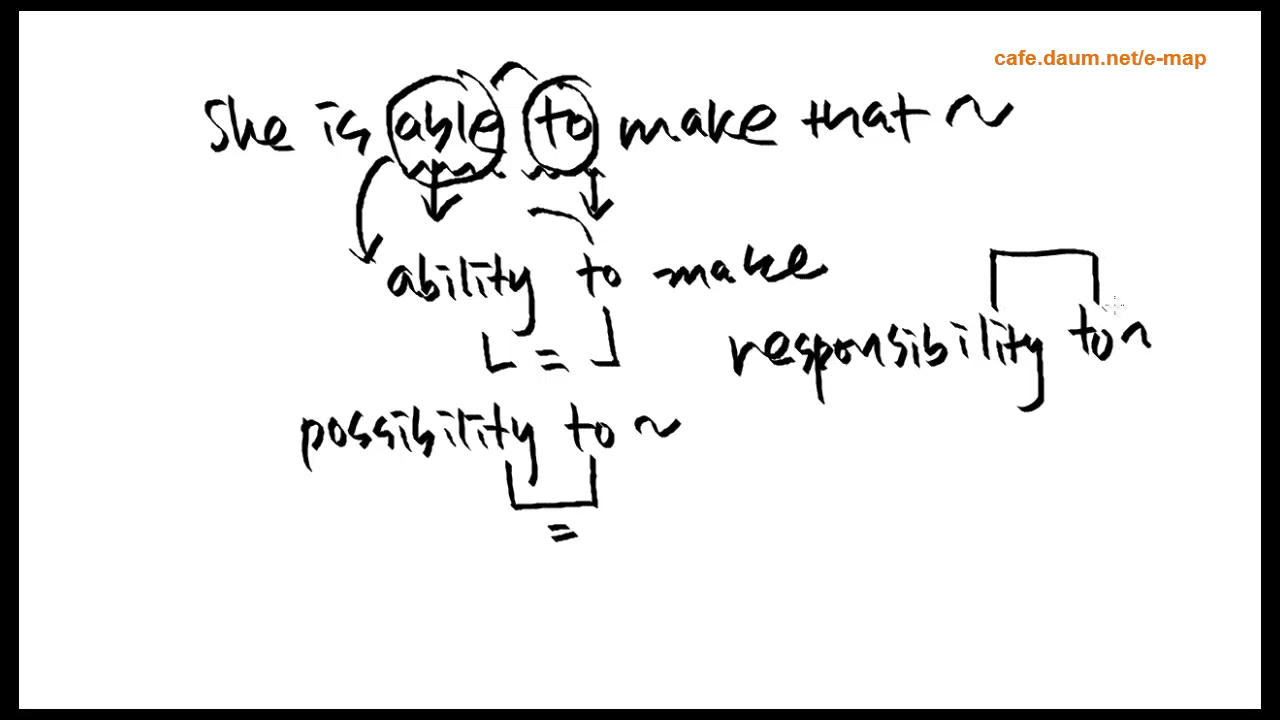 cafe.daum.net/e-map
She is able to make that ~
ability to make
=
responsibility to ~
possibility to ~
=